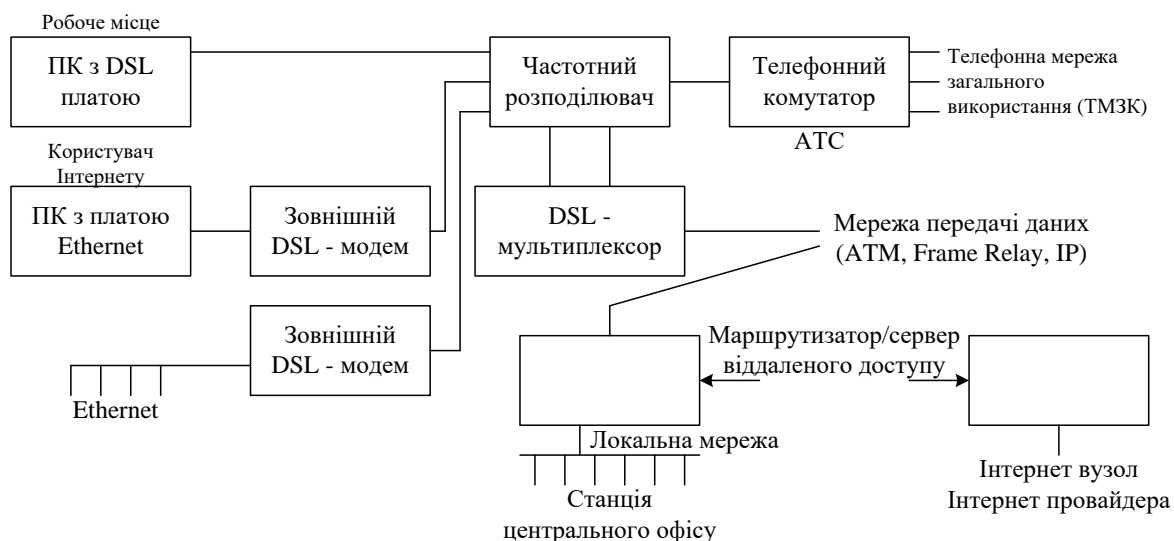 Робоче місце
ПК з DSL
платою
Частотний
розподілювач
Телефонний
комутатор
АТС
Телефонна мережа
загального
використання (ТМЗК)
Користувач
Інтернету
ПК з платою
Ethernet
Зовнішній
DSL - модем
DSL -
мультиплексор
Мережа передачі даних
(ATM, Frame Relay, IP)
Зовнішній
DSL - модем
Ethernet
Маршрутизатор/сервер
віддаленого доступу
Локальна мережа
Станція
центрального офісу
Інтернет вузол
Інтернет провайдера